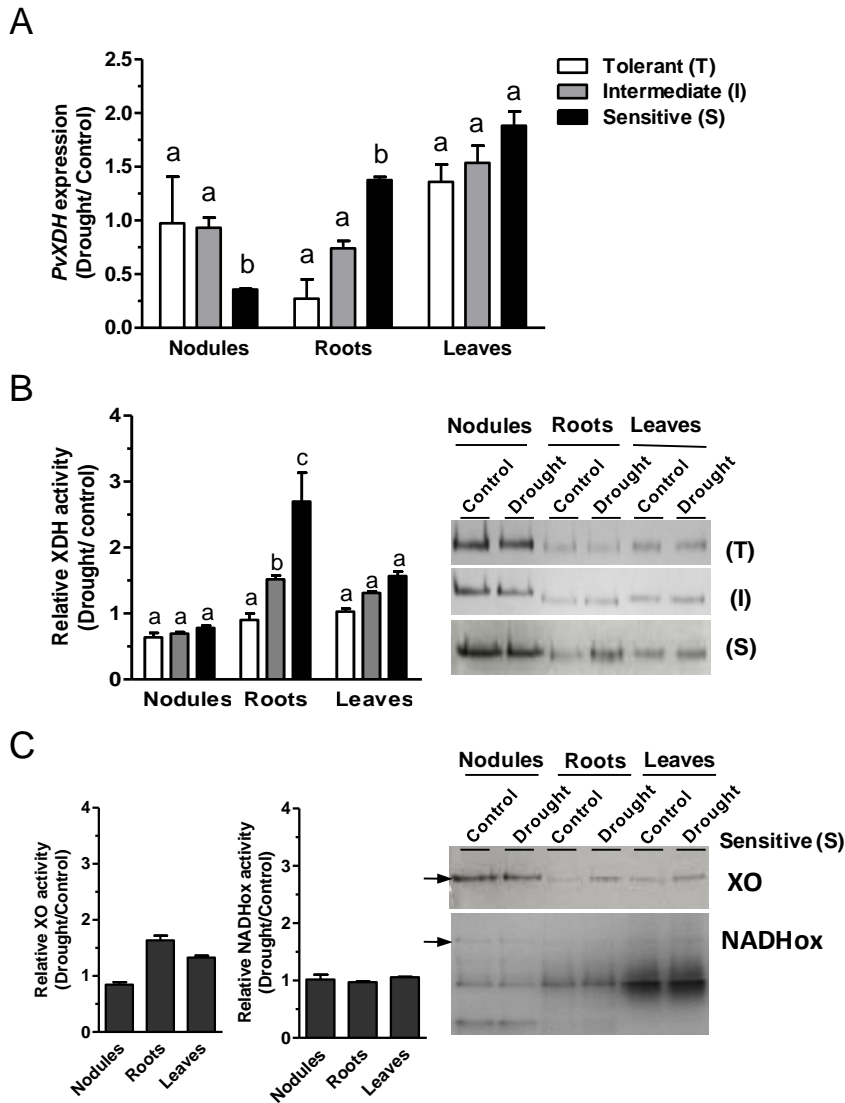 A
PvXDH expression
(Drought/ Control)
2.5
2.0
1.5
1.0
0.5
0.0
a
a
b
a
a
b
a
a
a
Nodules
Roots
Leaves
Tolerant (T)
Intermediate (I)
Sensitive (S)
B
Relative XDH activity
(Drought/ control)
4
3
2
1
0
a
a
a
a
b
c
a
a
a
Nodules
Roots
Leaves
Nodules
Roots
Leaves
Control
Drought
Control
Drought
Control
Drought
(T)
(I)
(S)
C
Relative XO activity
(Drought/Control)
4
3
2
1
0
Nodules
Roots
Leaves
Relative NADHox activity
(Drought/Control)
4
3
2
1
0
Nodules
Roots
Leaves
Nodules
Roots
Leaves
Control
Drought
Control
Drought
Control
Drought
Sensitive (S)
XO
NADHox